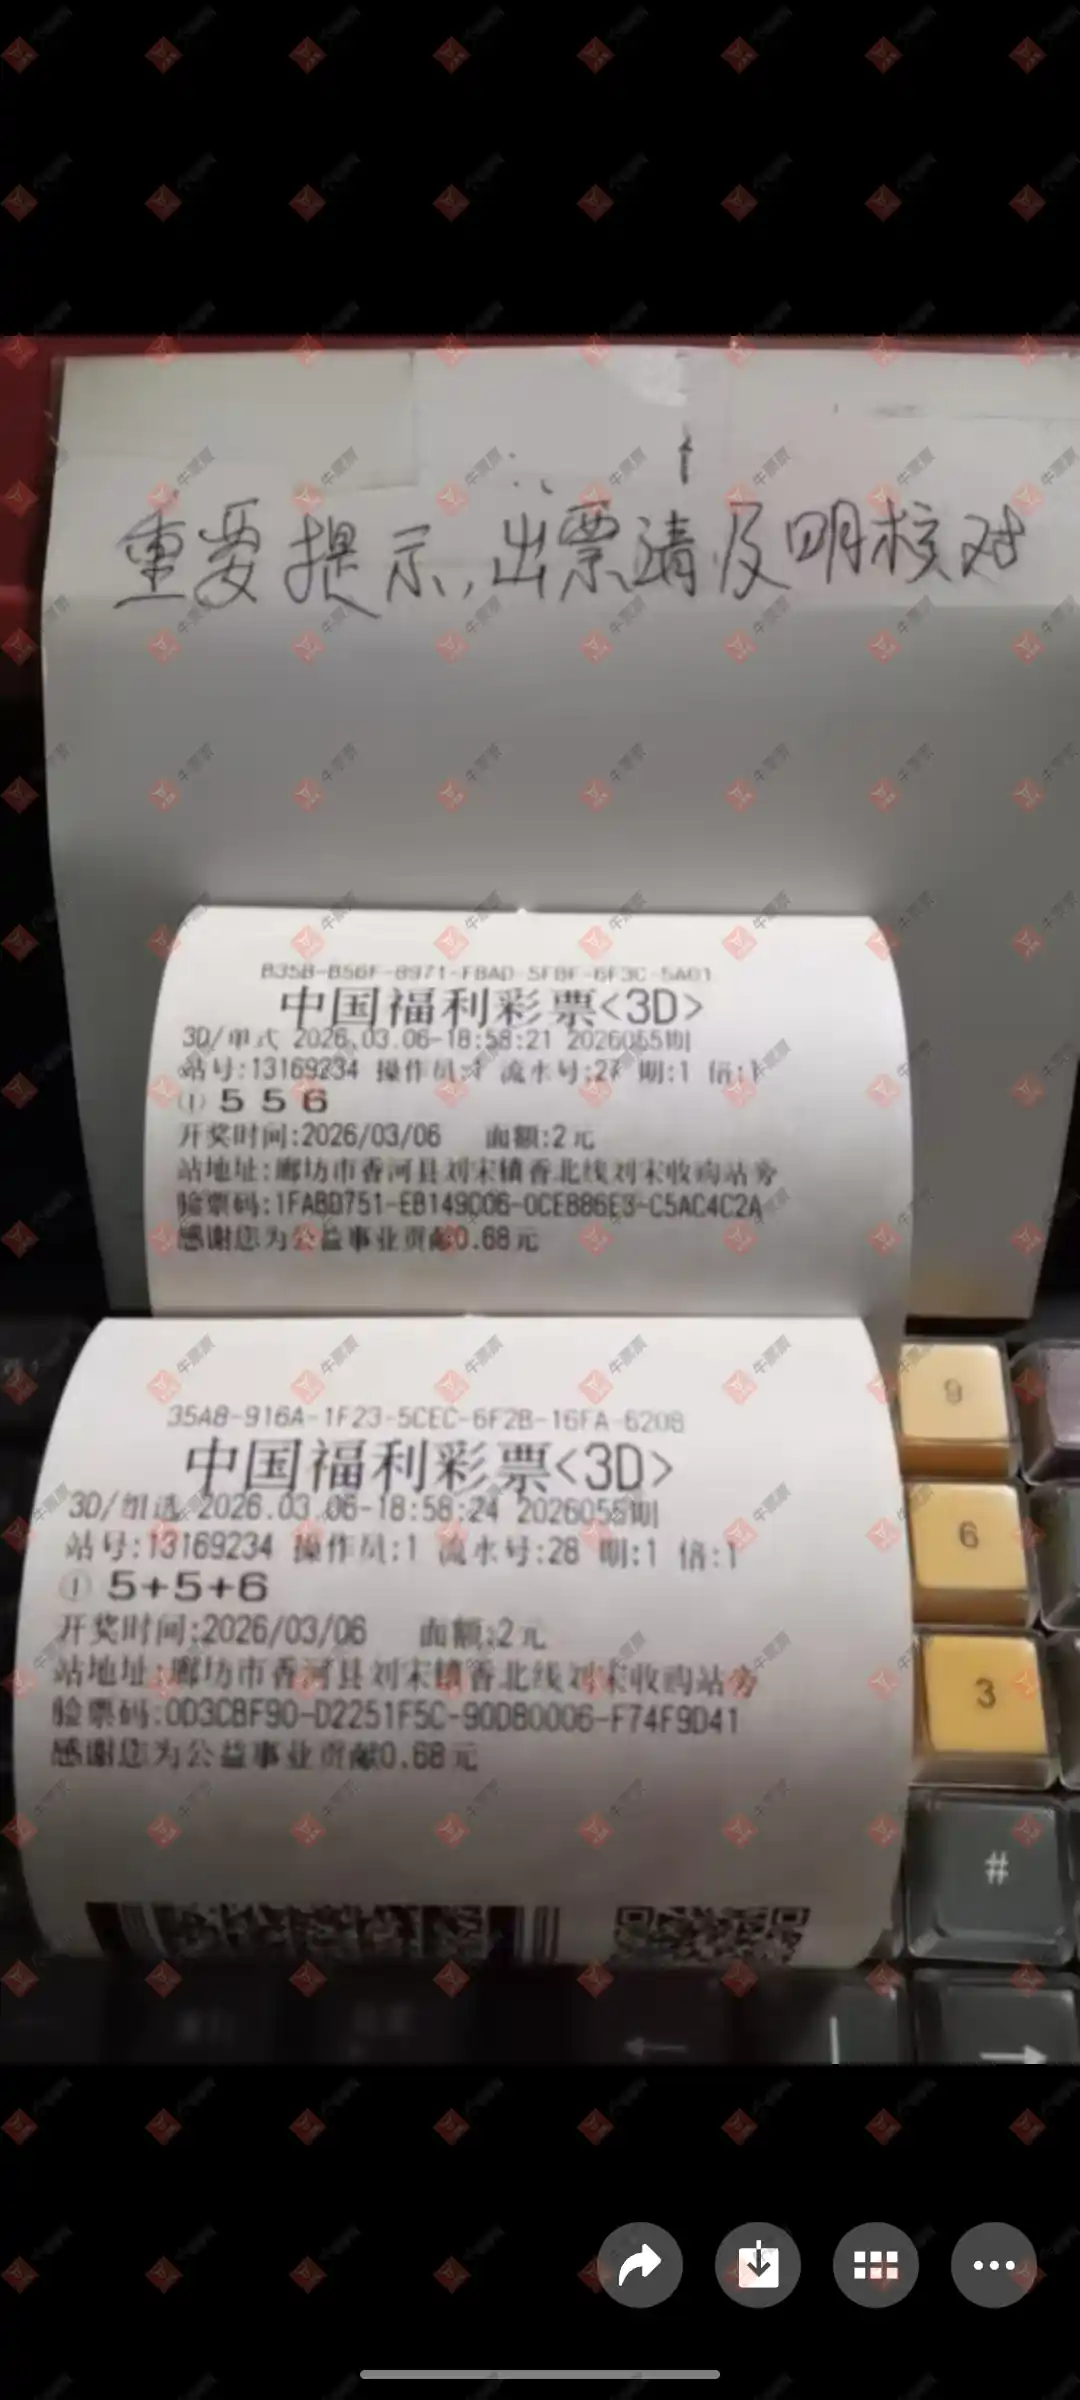 重要提示,出票请及明核对
B35B-B56F-8971-FBAD-5FBF-6F3C-5A01
中国福利彩票<3D>
3D/单式 2026.03.06-18:58:21 2026055期
站号:13169234 操作员:1 流水号:27 期:1 倍:1
① 5 5 6
开奖时间:2026/03/06 面额:2元
站地址:廊坊市香河县刘宋镇香北线刘宋收购站旁
验票码:1FABD751-EB149C06-0CE886E3-C5AC4C2A
感谢您为公益事业贡献0.68元
35A8-916A-1F23-5CEC-6F2B-16FA-6208
中国福利彩票<3D>
3D/组选 2026.03.06-18:58:24 2026055期
站号:13169234 操作员:1 流水号:28 期:1 倍:1
① 5+5+6
开奖时间:2026/03/06 面额:2元
站地址:廊坊市香河县刘宋镇香北线刘宋收购站旁
验票码:0D3CBF90-D2251F5C-90D80006-F74F9D41
感谢您为公益事业贡献0.68元
9
6
3
#
牛票票